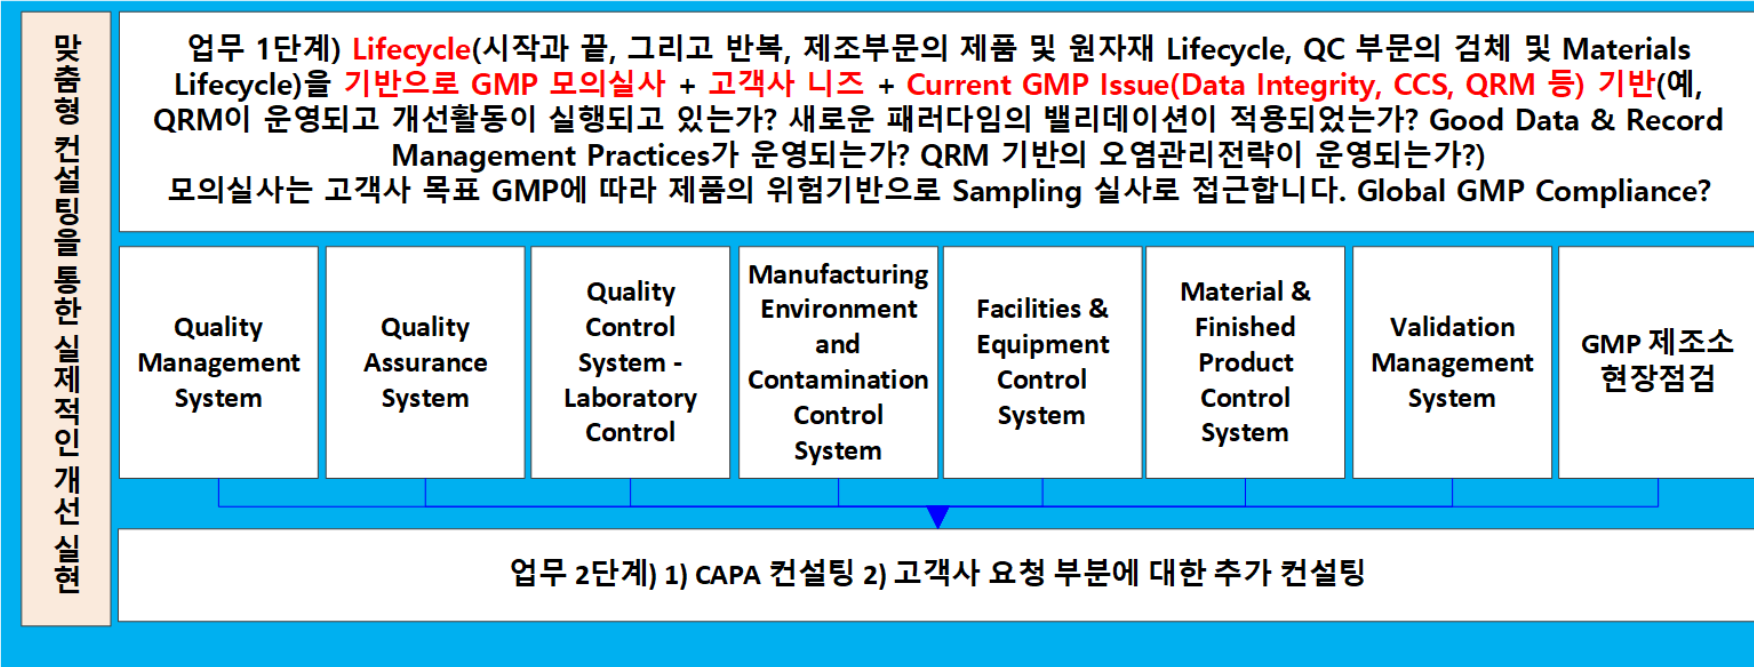 맞춤형 컨설팅을 통한 실제적인 개선 실현
업무 1단계) Lifecycle(시작과 끝, 그리고 반복, 제조부문의 제품 및 원자재 Lifecycle, QC 부문의 검체 및 Materials
Lifecycle)을 기반으로 GMP 모의실사 + 고객사 니즈 + Current GMP Issue(Data Integrity, CCS, QRM 등) 기반(예,
QRM이 운영되고 개선활동이 실행되고 있는가? 새로운 패러다임의 밸리데이션이 적용되었는가? Good Data & Record
Management Practices가 운영되는가? QRM 기반의 오염관리전략이 운영되는가?)
모의실사는 고객사 목표 GMP에 따라 제품의 위험기반으로 Sampling 실사로 접근합니다. Global GMP Compliance?
Quality
Management
System
Quality
Assurance
System
Quality
Control
System -
Laboratory
Control
Manufacturing
Environment
and
Contamination
Control
System
Facilities &
Equipment
Control
System
Material &
Finished
Product
Control
System
Validation
Management
System
GMP 제조소
현장점검
업무 2단계) 1) CAPA 컨설팅 2) 고객사 요청 부분에 대한 추가 컨설팅